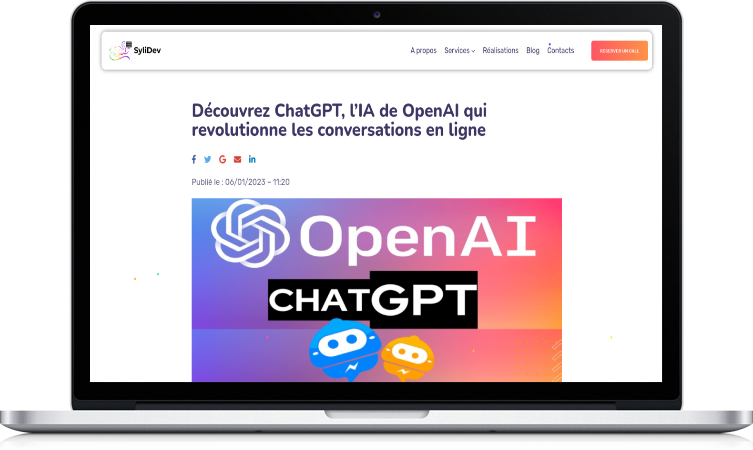 SyliDev
A propos Services Réalisations Blog Contacts
RESERVER UN CALL
Découvrez ChatGPT, l’IA de OpenAI qui
revolutionne les conversations en ligne
Publié le : 06/01/2023 – 11:20
OpenAI
CHATGPT